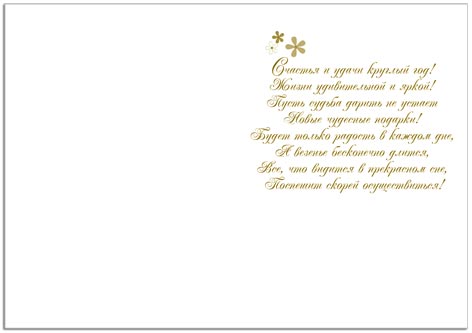 Счастья и удачи круглый год!
Жизни удивительной и яркой!
Пусть судьба дарить не устает
Новые чудесные подарки!
Будет только радость в каждом дне,
А везенье бесконечно длится,
Все, что видится в прекрасном сне,
Поспешит скорей осуществиться!